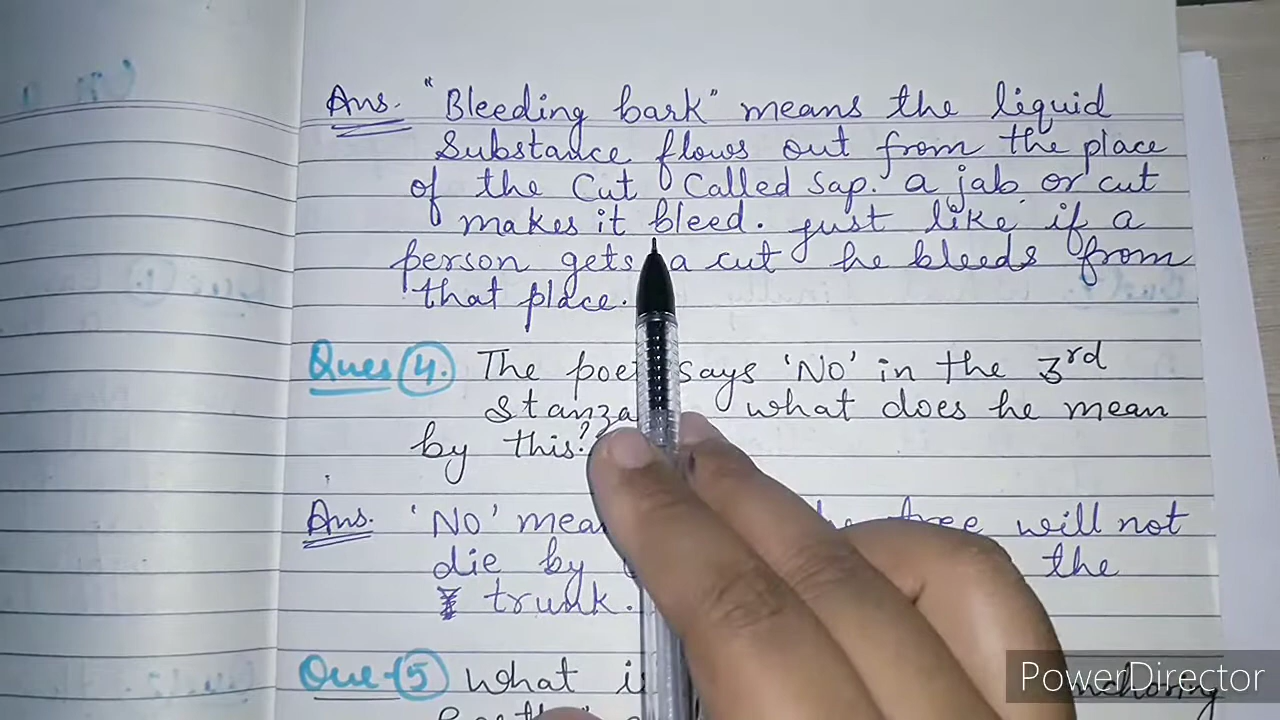 Ans. "Bleeding bark" means the liquid
Substance flows out from the place
of the Cut Called Sap. a jab or cut
makes it bleed. just like if a
person gets a cut he bleeds from
that place.
Ques 4. The poet says 'NO' in the 3rd
Stanza what does he mean
by this?
Ans. 'NO' tree will not
die by the
trunk.
Que-5 What
PowerDirector